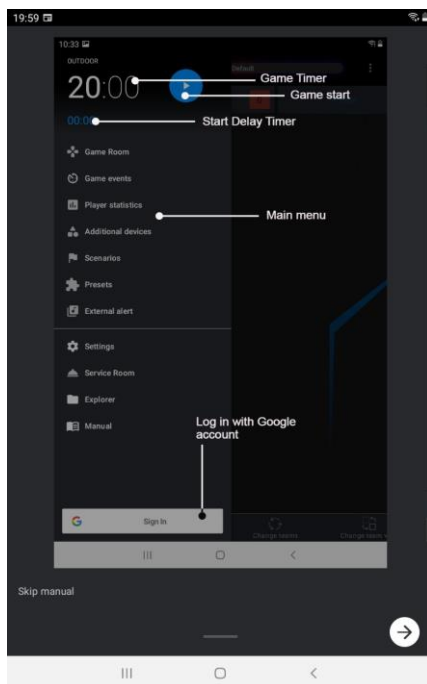 19:59
10:33
OUTDOOR
Default
20:00
Game Timer
Game start
Start Delay Timer
Game Room
Game events
Player statistics
Main menu
Additional devices
Scenarios
Presets
External alert
Settings
Service Room
Explorer
Manual
Log in with Google
account
Sign In
Change teams
Skip manual